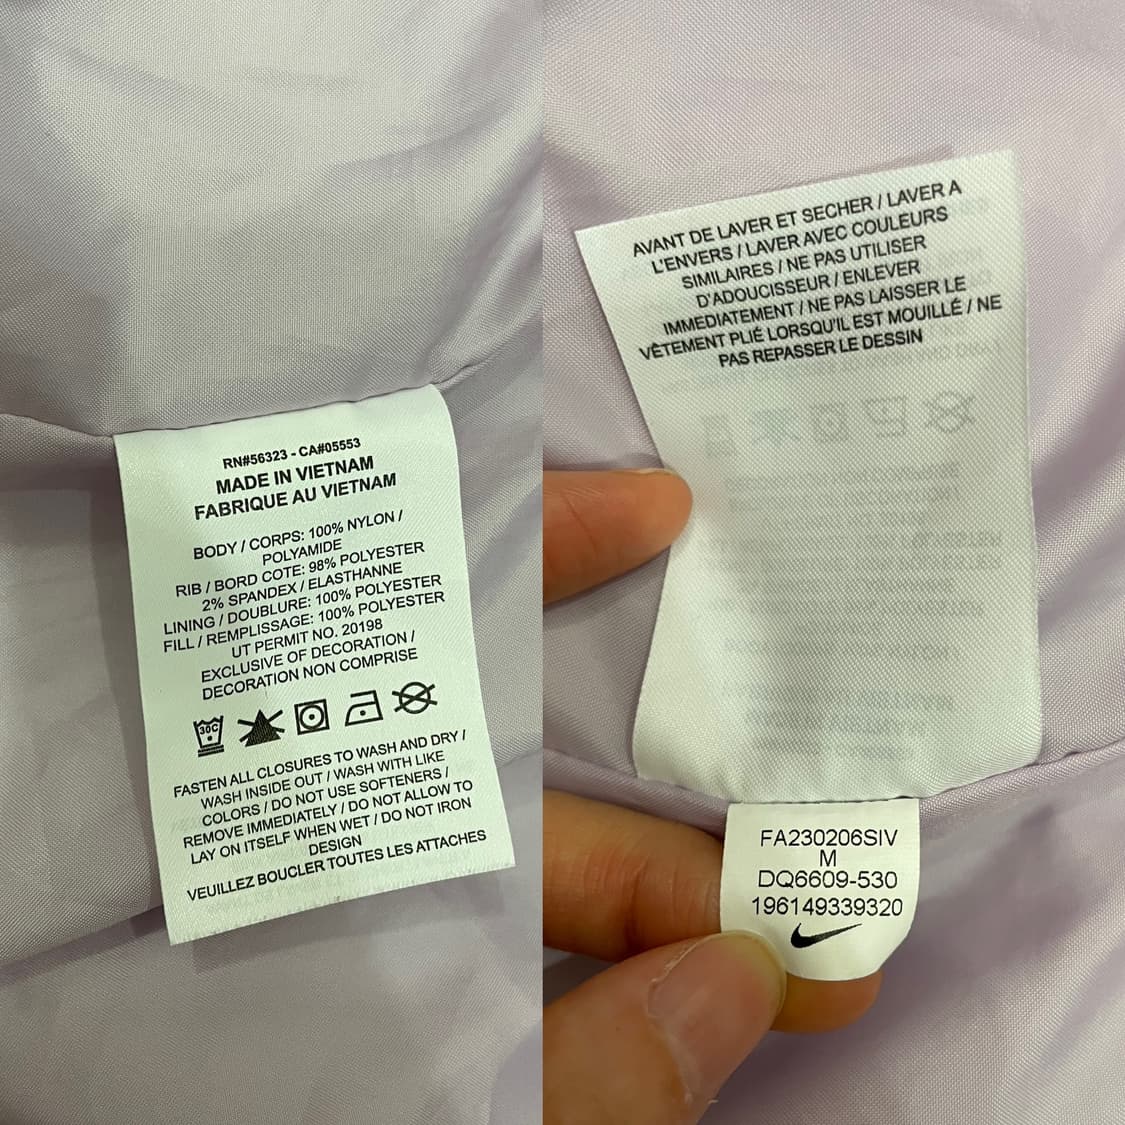 RN#56323 - CA#05553
MADE IN VIETNAM
FABRIQUE AU VIETNAM
BODY / CORPS: 100% NYLON /
POLYAMIDE
RIB / BORD COTE: 98% POLYESTER
2% SPANDEX / ELASTHANNE
LINING / DOUBLURE: 100% POLYESTER
FILL / REMPLISSAGE: 100% POLYESTER
UT PERMIT NO. 20198
EXCLUSIVE OF DECORATION /
DECORATION NON COMPRISE
30C
FASTEN ALL CLOSURES TO WASH AND DRY /
WASH INSIDE OUT / WASH WITH LIKE
COLORS / DO NOT USE SOFTENERS /
REMOVE IMMEDIATELY / DO NOT ALLOW TO
LAY ON ITSELF WHEN WET / DO NOT IRON
DESIGN
VEUILLEZ BOUCLER TOUTES LES ATTACHES
AVANT DE LAVER ET SECHER / LAVER A
L'ENVERS / LAVER AVEC COULEURS
SIMILAIRES / NE PAS UTILISER
D'ADOUCISSEUR / ENLEVER
IMMEDIATEMENT / NE PAS LAISSER LE
VÊTEMENT PLIÉ LORSQU'IL EST MOUILLÉ / NE
PAS REPASSER LE DESSIN
FA230206SIV
M
DQ6609-530
196149339320